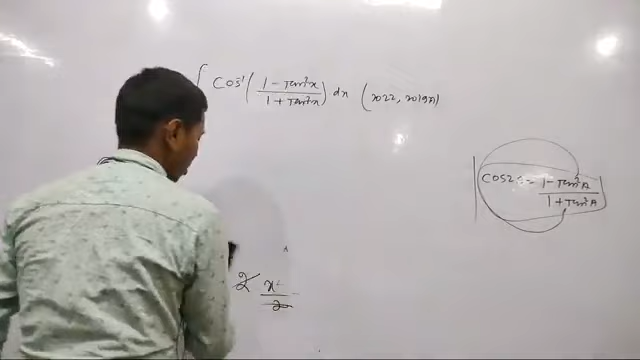 ∫ cos⁻¹ ( (1 - Tan²x) / (1 + Tan²x) ) dx (2022, 2019A)
cos2A = (1 - Tan²A) / (1 + Tan²A)
2 x² / 2